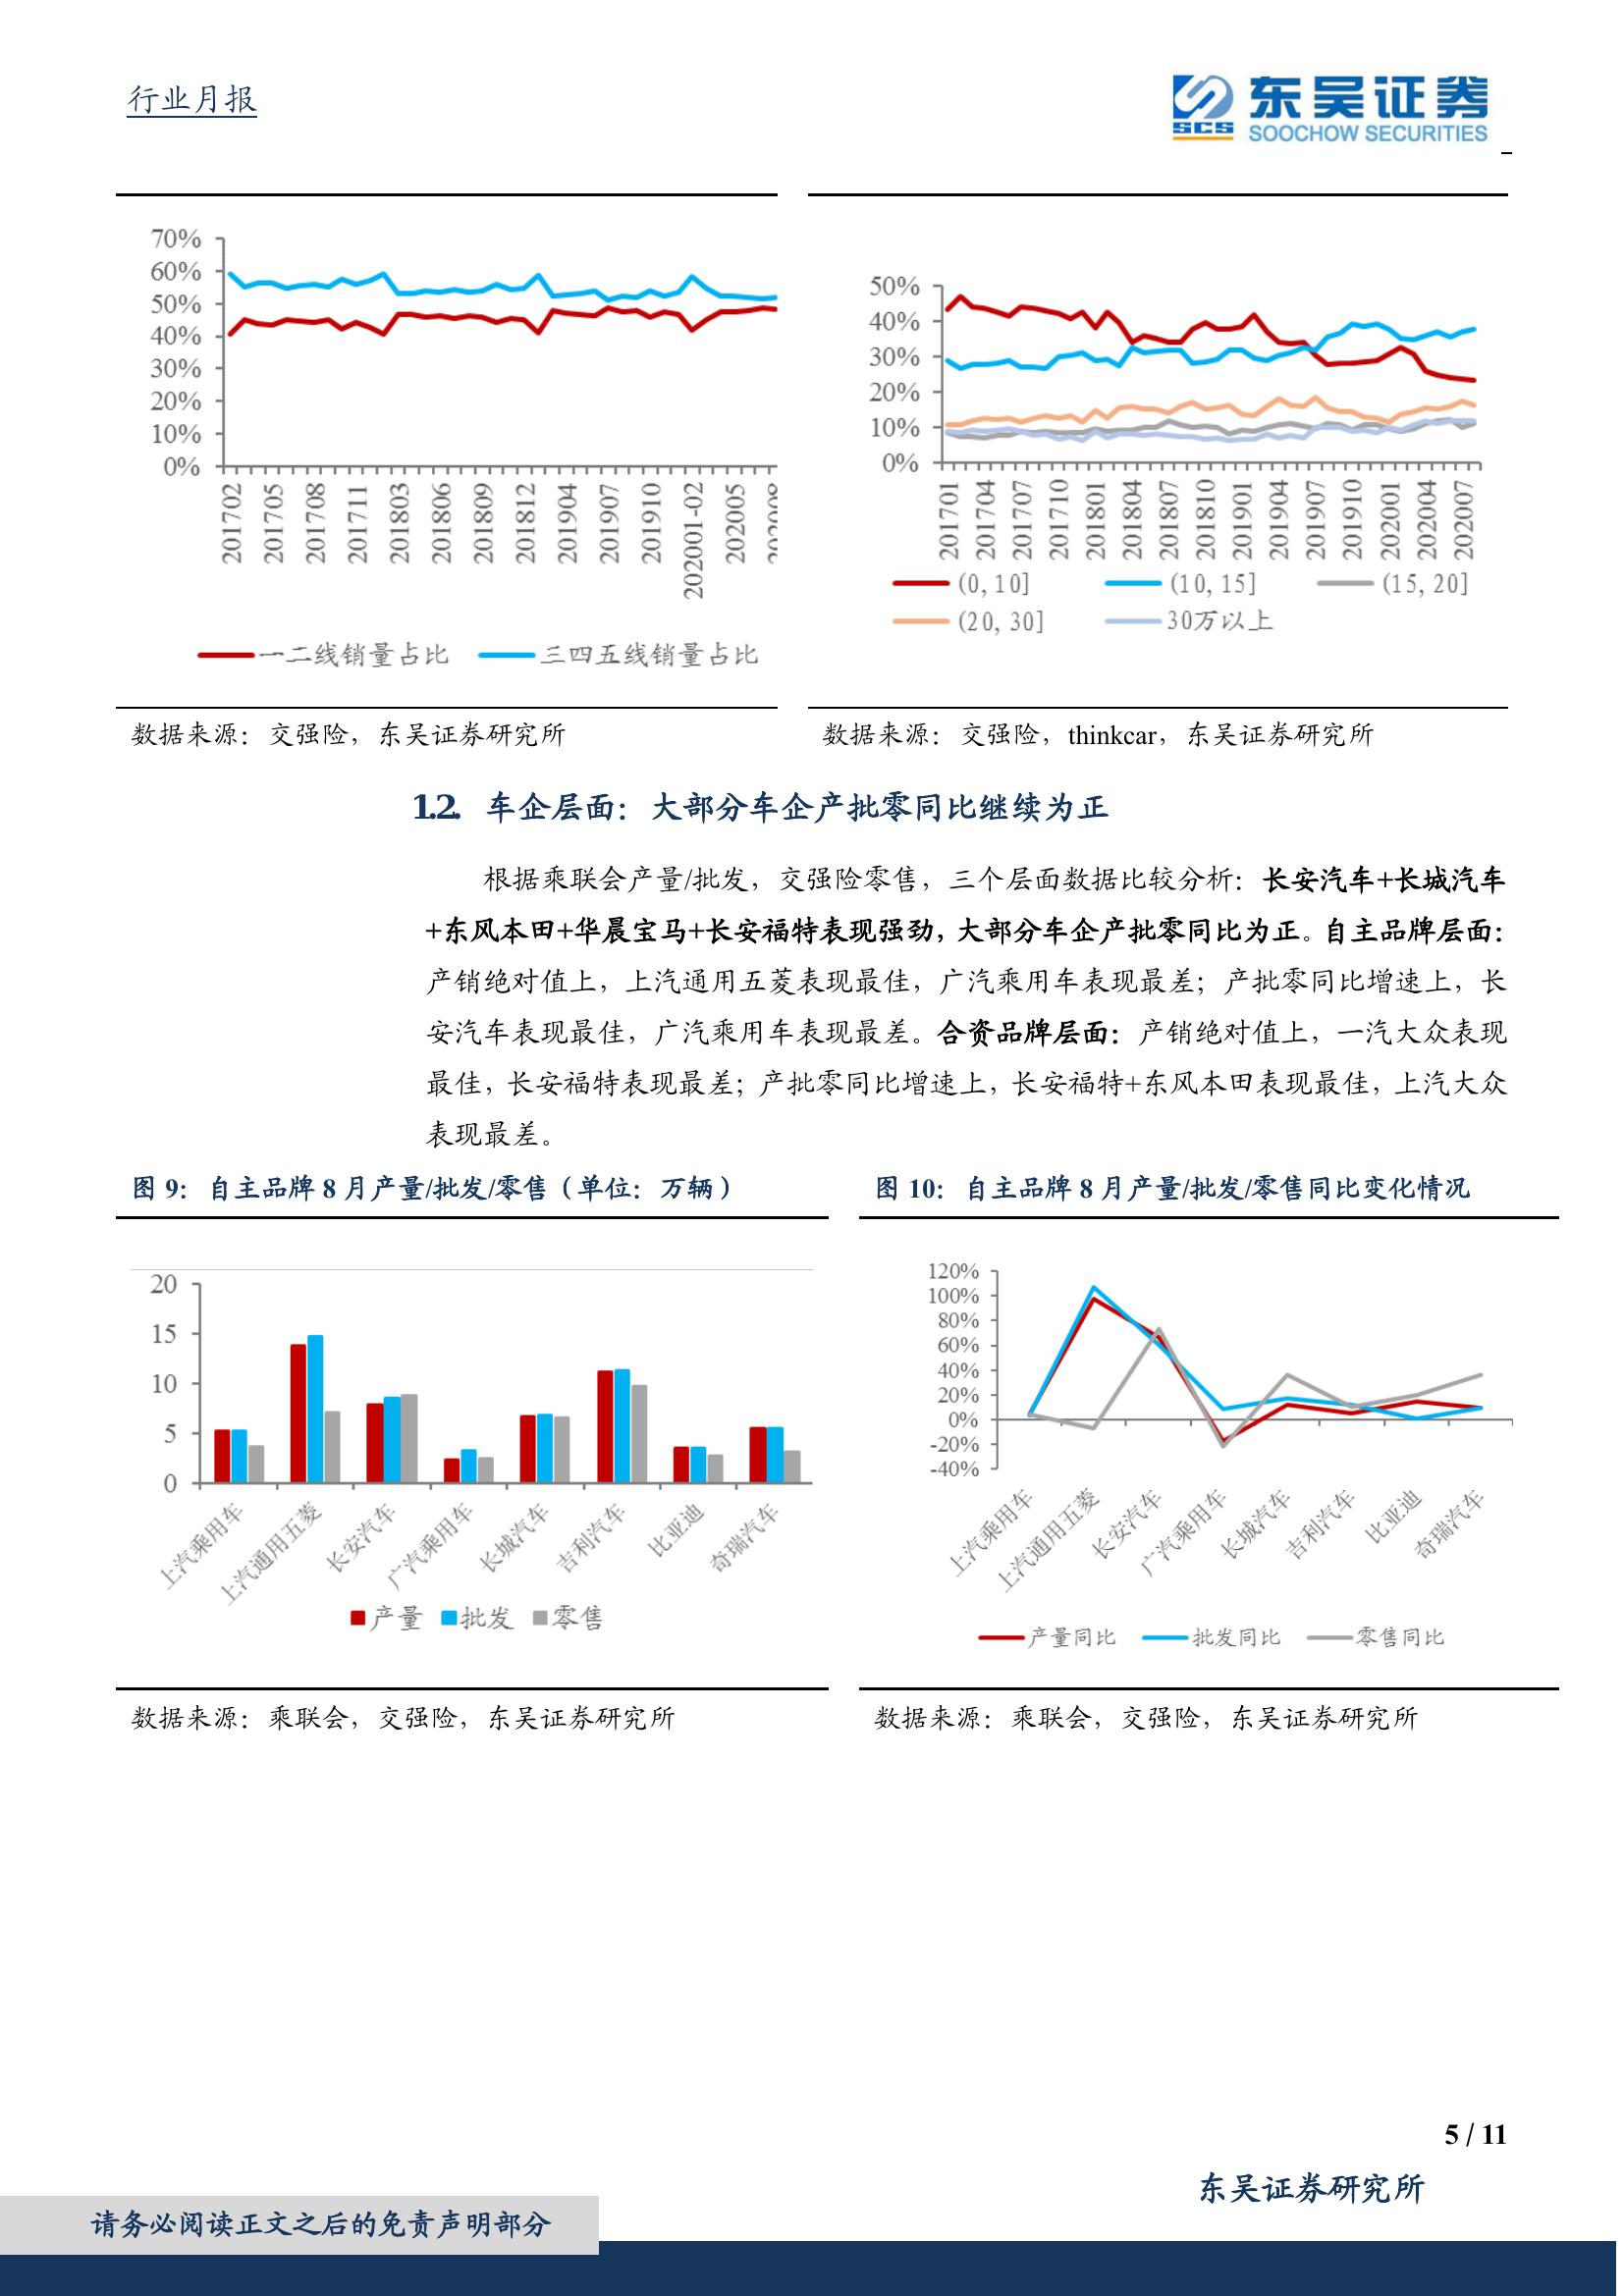 行业月报
SCS 东吴证券
SOOCHOW SECURITIES
70%
60%
50%
40%
30%
20%
10%
0%
201702
201705
201708
201711
201803
201806
201809
201812
201904
201907
201910
202001-02
202005
一二线销量占比 三四五线销量占比
50%
40%
30%
20%
10%
0%
201701
201704
201707
201710
201801
201804
201807
201810
201901
201904
201907
201910
202001
202004
202007
(0, 10] (10, 15] (15, 20]
(20, 30] 30万以上
数据来源：交强险，东吴证券研究所
数据来源：交强险，thinkcar，东吴证券研究所
1.2. 车企层面：大部分车企产批零同比继续为正
根据乘联会产量/批发，交强险零售，三个层面数据比较分析：长安汽车+长城汽车
+东风本田+华晨宝马+长安福特表现强劲，大部分车企产批零同比为正。自主品牌层面：
产销绝对值上，上汽通用五菱表现最佳，广汽乘用车表现最差；产批零同比增速上，长
安汽车表现最佳，广汽乘用车表现最差。合资品牌层面：产销绝对值上，一汽大众表现
最佳，长安福特表现最差；产批零同比增速上，长安福特+东风本田表现最佳，上汽大众
表现最差。
图 9：自主品牌 8 月产量/批发/零售（单位：万辆）
20
15
10
5
0
上汽乘用车
上汽通用五菱
长安汽车
广汽乘用车
长城汽车
吉利汽车
比亚迪
奇瑞汽车
产量 批发 零售
图 10：自主品牌 8 月产量/批发/零售同比变化情况
120%
100%
80%
60%
40%
20%
0%
-20%
-40%
上汽乘用车
上汽通用五菱
长安汽车
广汽乘用车
长城汽车
吉利汽车
比亚迪
奇瑞汽车
产量同比 批发同比 零售同比
数据来源：乘联会，交强险，东吴证券研究所
数据来源：乘联会，交强险，东吴证券研究所
5 / 11
东吴证券研究所
请务必阅读正文之后的免责声明部分